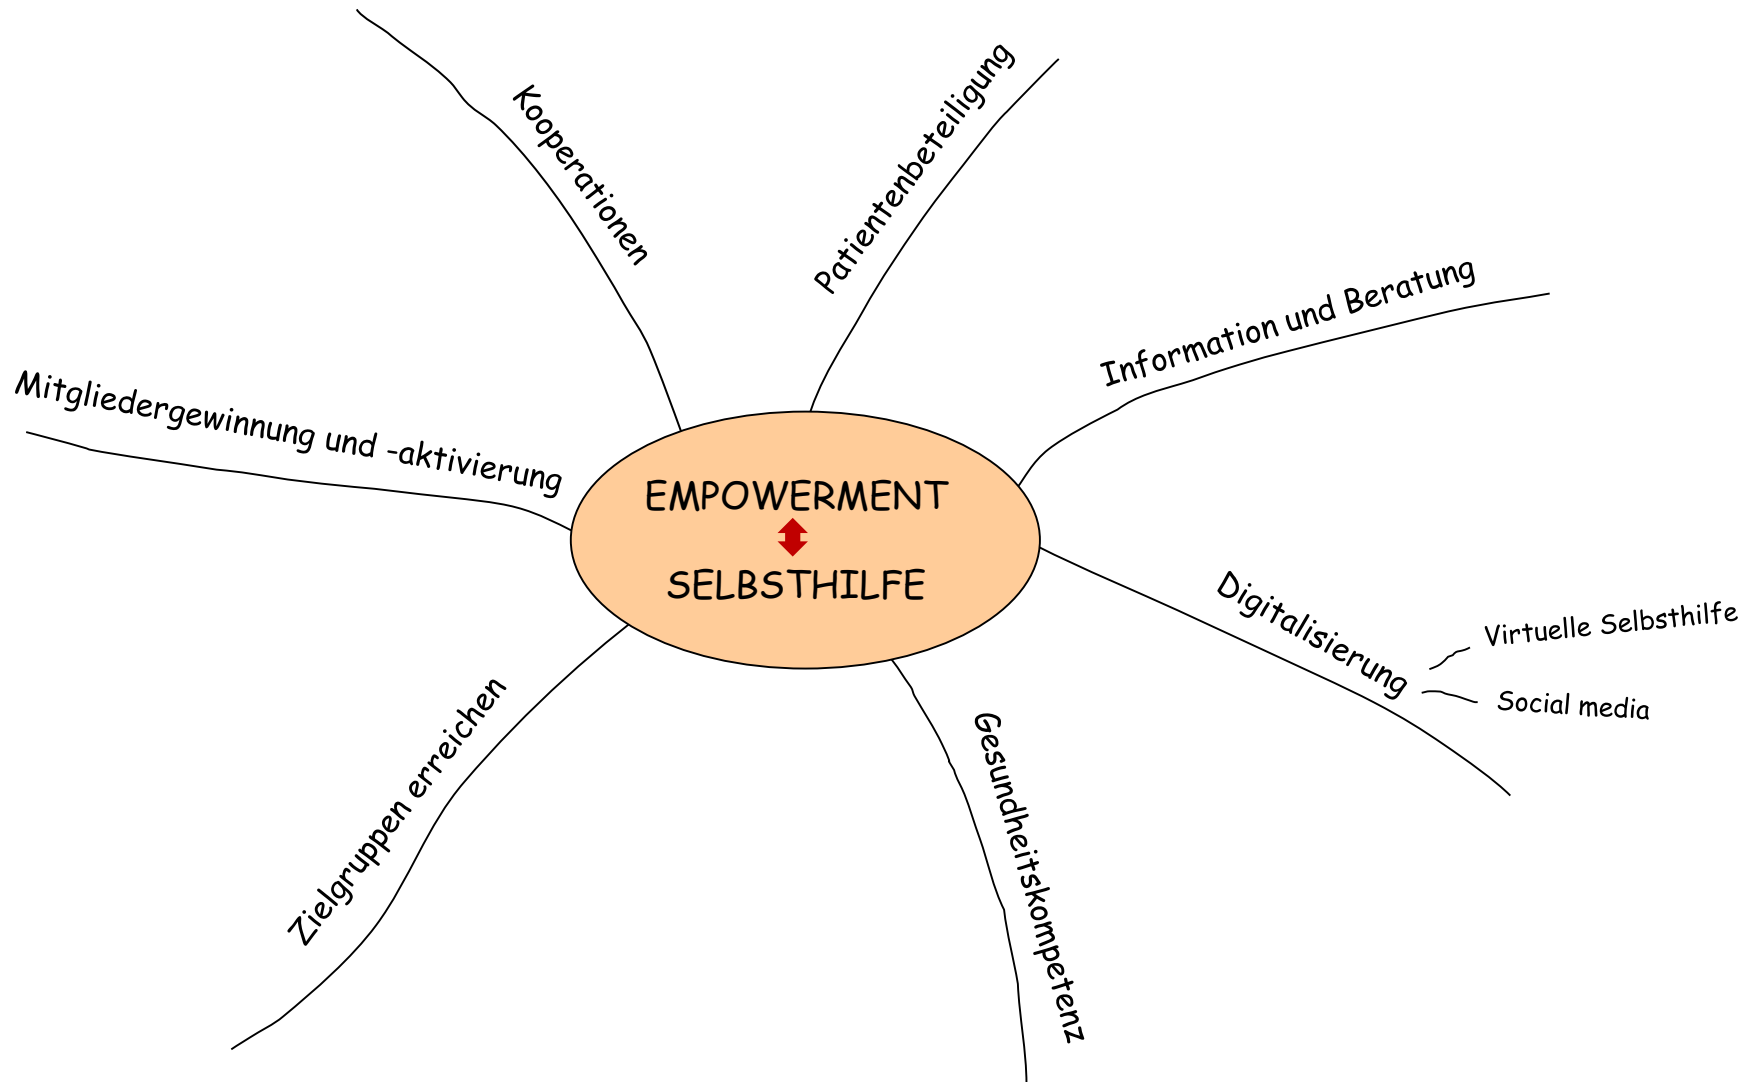 Kooperationen
Patientenbeteiligung
Information und Beratung
Mitgliedergewinnung und -aktivierung
EMPOWERMENT
SELBSTHILFE
Digitalisierung
Virtuelle Selbsthilfe
Social media
Zielgruppen erreichen
Gesundheitskompetenz